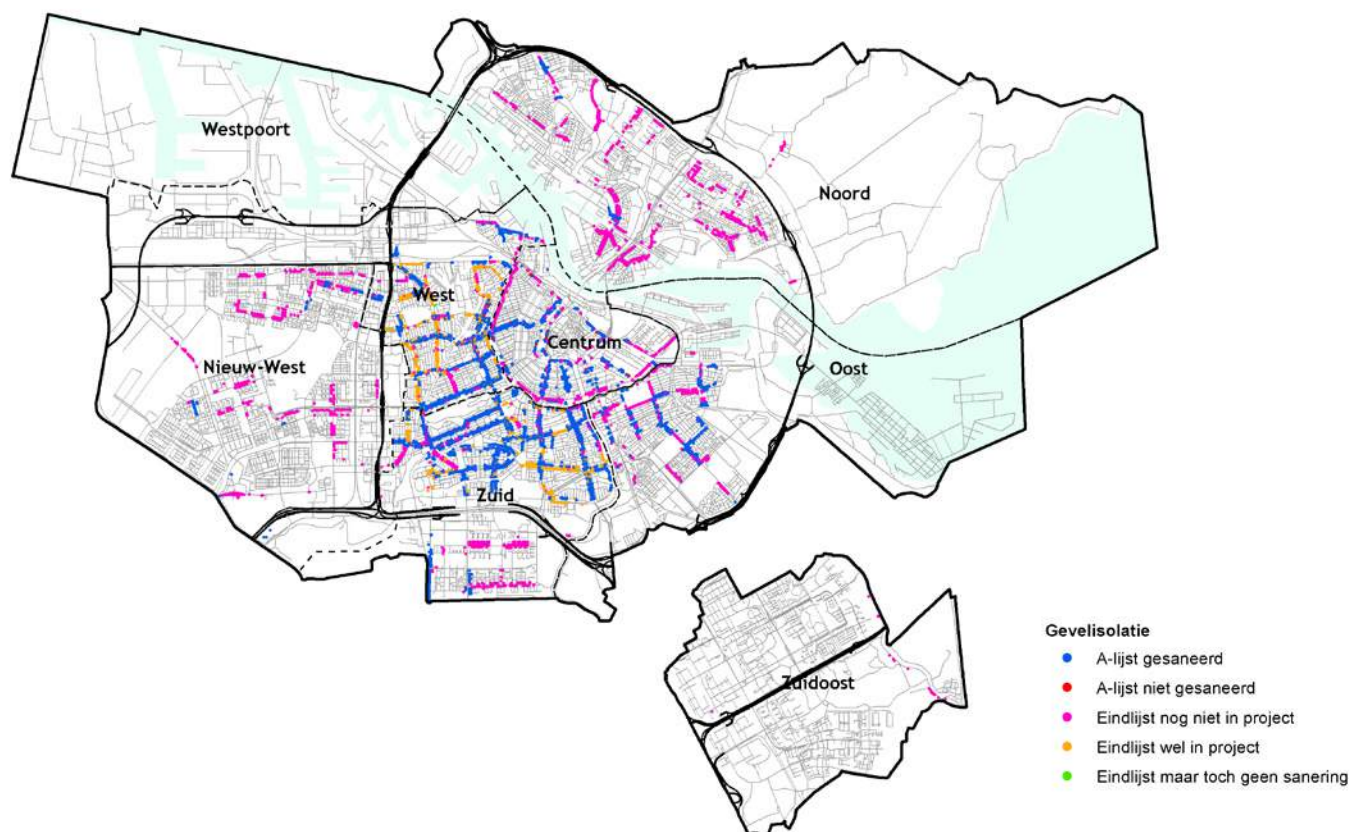 Westpoort
Noord
West
Centrum
Nieuw-West
Oost
Zuid
Zuidoost
Gevelisolatie
A-lijst gesaneerd
A-lijst niet gesaneerd
Eindlijst nog niet in project
Eindlijst wel in project
Eindlijst maar toch geen sanering